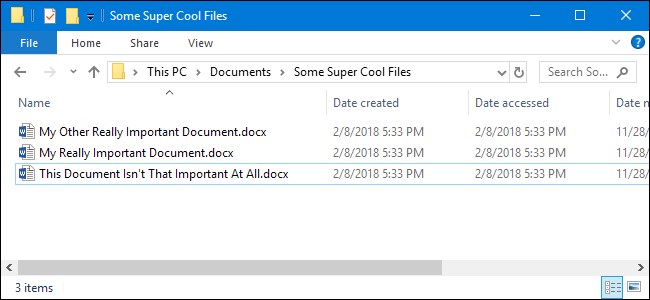 Some Super Cool Files
File Home Share View
This PC Documents Some Super Cool Files Search So...
Name Date created Date accessed Date n
My Other Really Important Document.docx 2/8/2018 5:33 PM 2/8/2018 5:33 PM 11/28/
My Really Important Document.docx 2/8/2018 5:33 PM 2/8/2018 5:33 PM 11/28/
This Document Isn't That Important At All.docx 2/8/2018 5:33 PM 2/8/2018 5:33 PM 11/28/
3 items